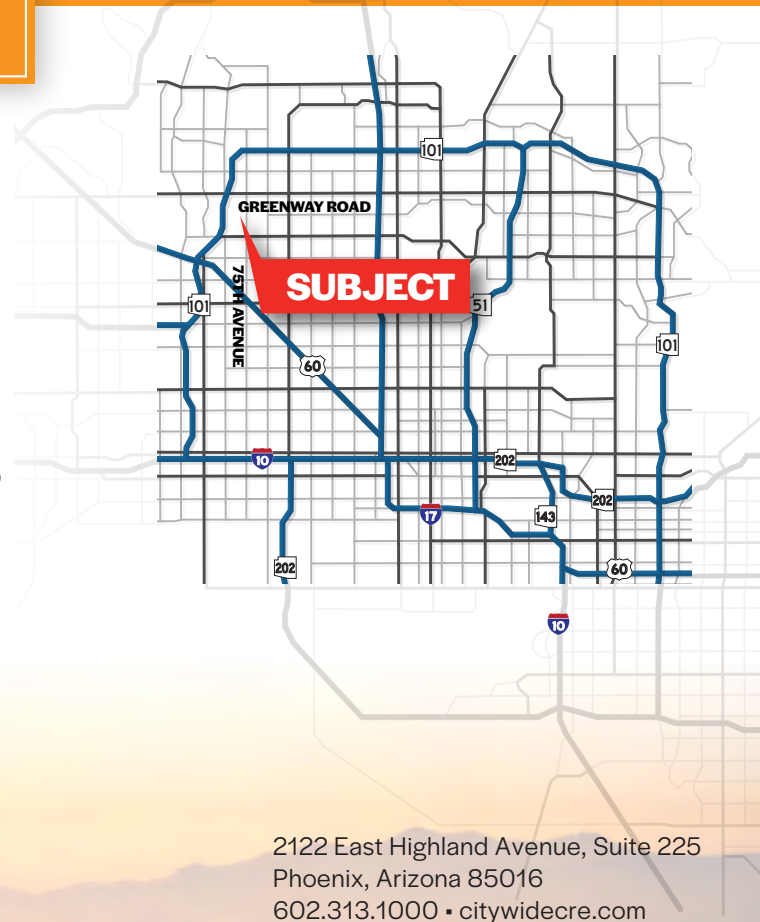 101
GREENWAY ROAD
SUBJECT
75TH AVENUE
101
51
101
60
10
202
202
17
143
202
60
10
2122 East Highland Avenue, Suite 225
Phoenix, Arizona 85016
602.313.1000 ▪ citywidecre.com